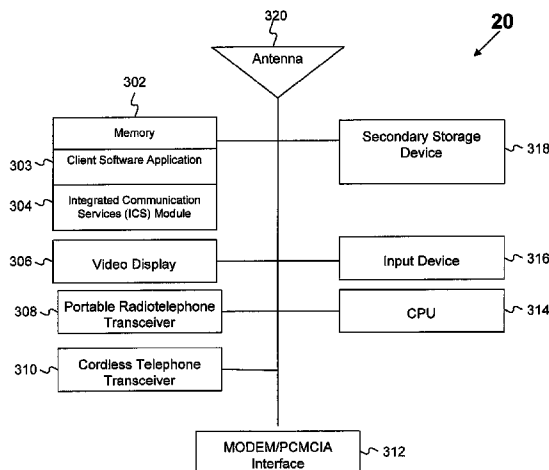 320
20
Antenna
302
Memory
303
Client Software Application
304
Integrated Communication
Services (ICS) Module
Secondary Storage
Device
318
306
Video Display
Input Device
316
308
Portable Radiotelephone
Transceiver
CPU
314
310
Cordless Telephone
Transceiver
MODEM/PCMCIA
Interface
312